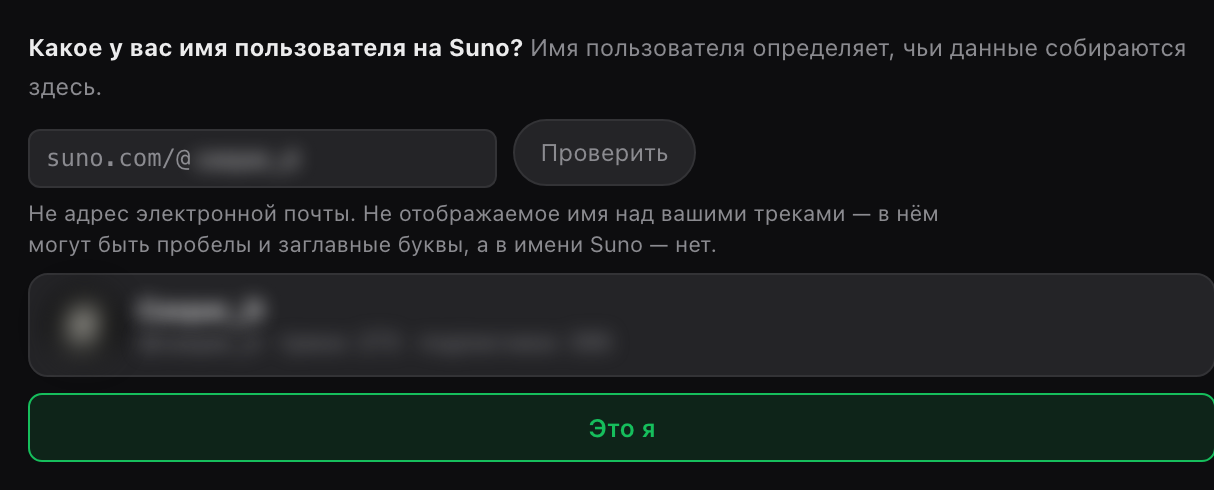 Какое у вас имя пользователя на Suno? Имя пользователя определяет, чьи данные собираются
здесь.
suno.com/@
Проверить
Не адрес электронной почты. Не отображаемое имя над вашими треками — в нём
могут быть пробелы и заглавные буквы, а в имени Suno — нет.
Это я